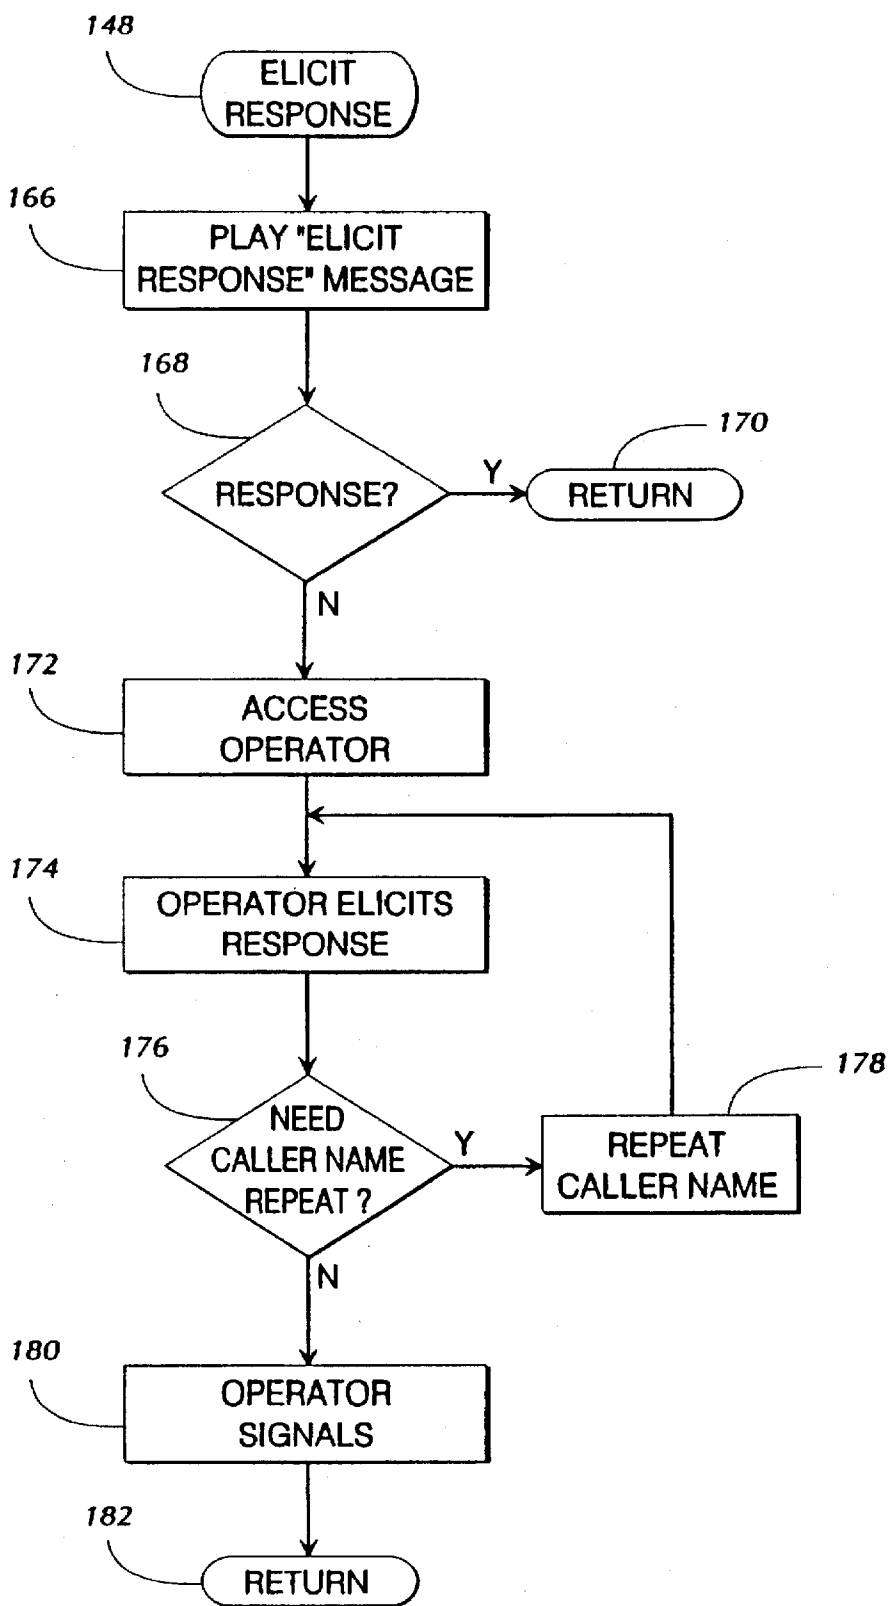 148
ELICIT
RESPONSE
166
PLAY "ELICIT
RESPONSE" MESSAGE
168
RESPONSE?
Y
170
RETURN
N
172
ACCESS
OPERATOR
174
OPERATOR ELICITS
RESPONSE
176
NEED
CALLER NAME
REPEAT ?
Y
178
REPEAT
CALLER NAME
N
180
OPERATOR
SIGNALS
182
RETURN